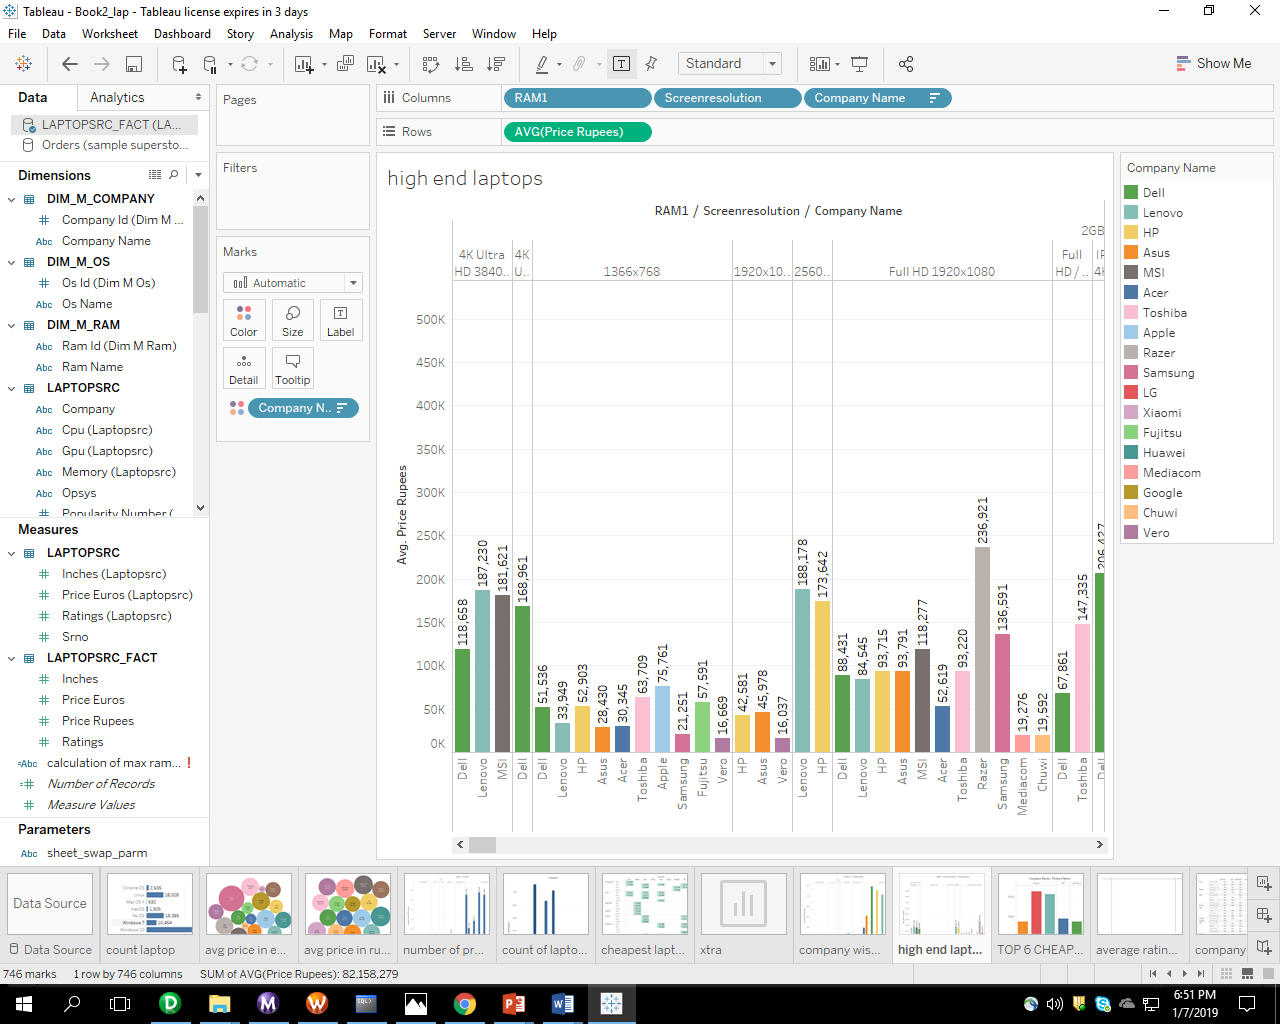 Tableau - Book2_lap - Tableau license expires in 3 days
File Data Worksheet Dashboard Story Analysis Map Format Server Window Help
Standard
Show Me
Data Analytics
LAPTOPSRC_FACT (LA...
Orders (sample supersto...
Dimensions
DIM_M_COMPANY
Company Id (Dim M ...
Abc Company Name
DIM_M_OS
Os Id (Dim M Os)
Abc Os Name
DIM_M_RAM
Abc Ram Id (Dim M Ram)
Abc Ram Name
LAPTOPSRC
Abc Company
Abc Cpu (Laptopsrc)
Abc Gpu (Laptopsrc)
Abc Memory (Laptopsrc)
Abc Opsys
Abc Popularity Number (
Measures
LAPTOPSRC
Inches (Laptopsrc)
Price Euros (Laptopsrc)
Ratings (Laptopsrc)
Srno
LAPTOPSRC_FACT
Inches
Price Euros
Price Rupees
Ratings
=Abc calculation of max ram... !
=# Number of Records
# Measure Values
Parameters
Abc sheet_swap_parm
Pages
Filters
Marks
Automatic
Color Size Label
Detail Tooltip
Company N..
Columns RAM1 Screenresolution Company Name
Rows AVG(Price Rupees)
high end laptops
RAM1 / Screenresolution / Company Name
2GB
4K Ultra HD 3840..
4K U..
1366x768
1920x10..
2560..
Full HD 1920x1080
Full HD / ..
4K
Avg. Price Rupees
500K
450K
400K
350K
300K
250K
200K
150K
100K
50K
0K
118,658 187,230 181,621 168,961 51,536 33,949 52,903 28,430 30,345 63,709 75,761 21,251 57,591 16,669 42,581 45,978 16,037 188,178 173,642 88,431 84,545 93,715 93,791 118,277 52,619 93,220 236,921 136,591 19,276 19,592 67,861 147,335 206,427
Dell Lenovo MSI Dell Dell Lenovo HP Asus Acer Toshiba Apple Samsung Fujitsu Vero HP Asus Vero Lenovo HP Dell Lenovo HP Asus MSI Acer Toshiba Razer Samsung Mediacom Chuwi Dell Toshiba Dell
Company Name
Dell
Lenovo
HP
Asus
MSI
Acer
Toshiba
Apple
Razer
Samsung
LG
Xiaomi
Fujitsu
Huawei
Mediacom
Google
Chuwi
Vero
Data Source
Data Source count laptop avg price in e... avg price in ru... number of pr... count of lapto... cheapest lapt... xtra company wis... high end lapt... TOP 6 CHEAP... average ratin... company
746 marks 1 row by 746 columns SUM of AVG(Price Rupees): 82,158,279
6:51 PM
1/7/2019